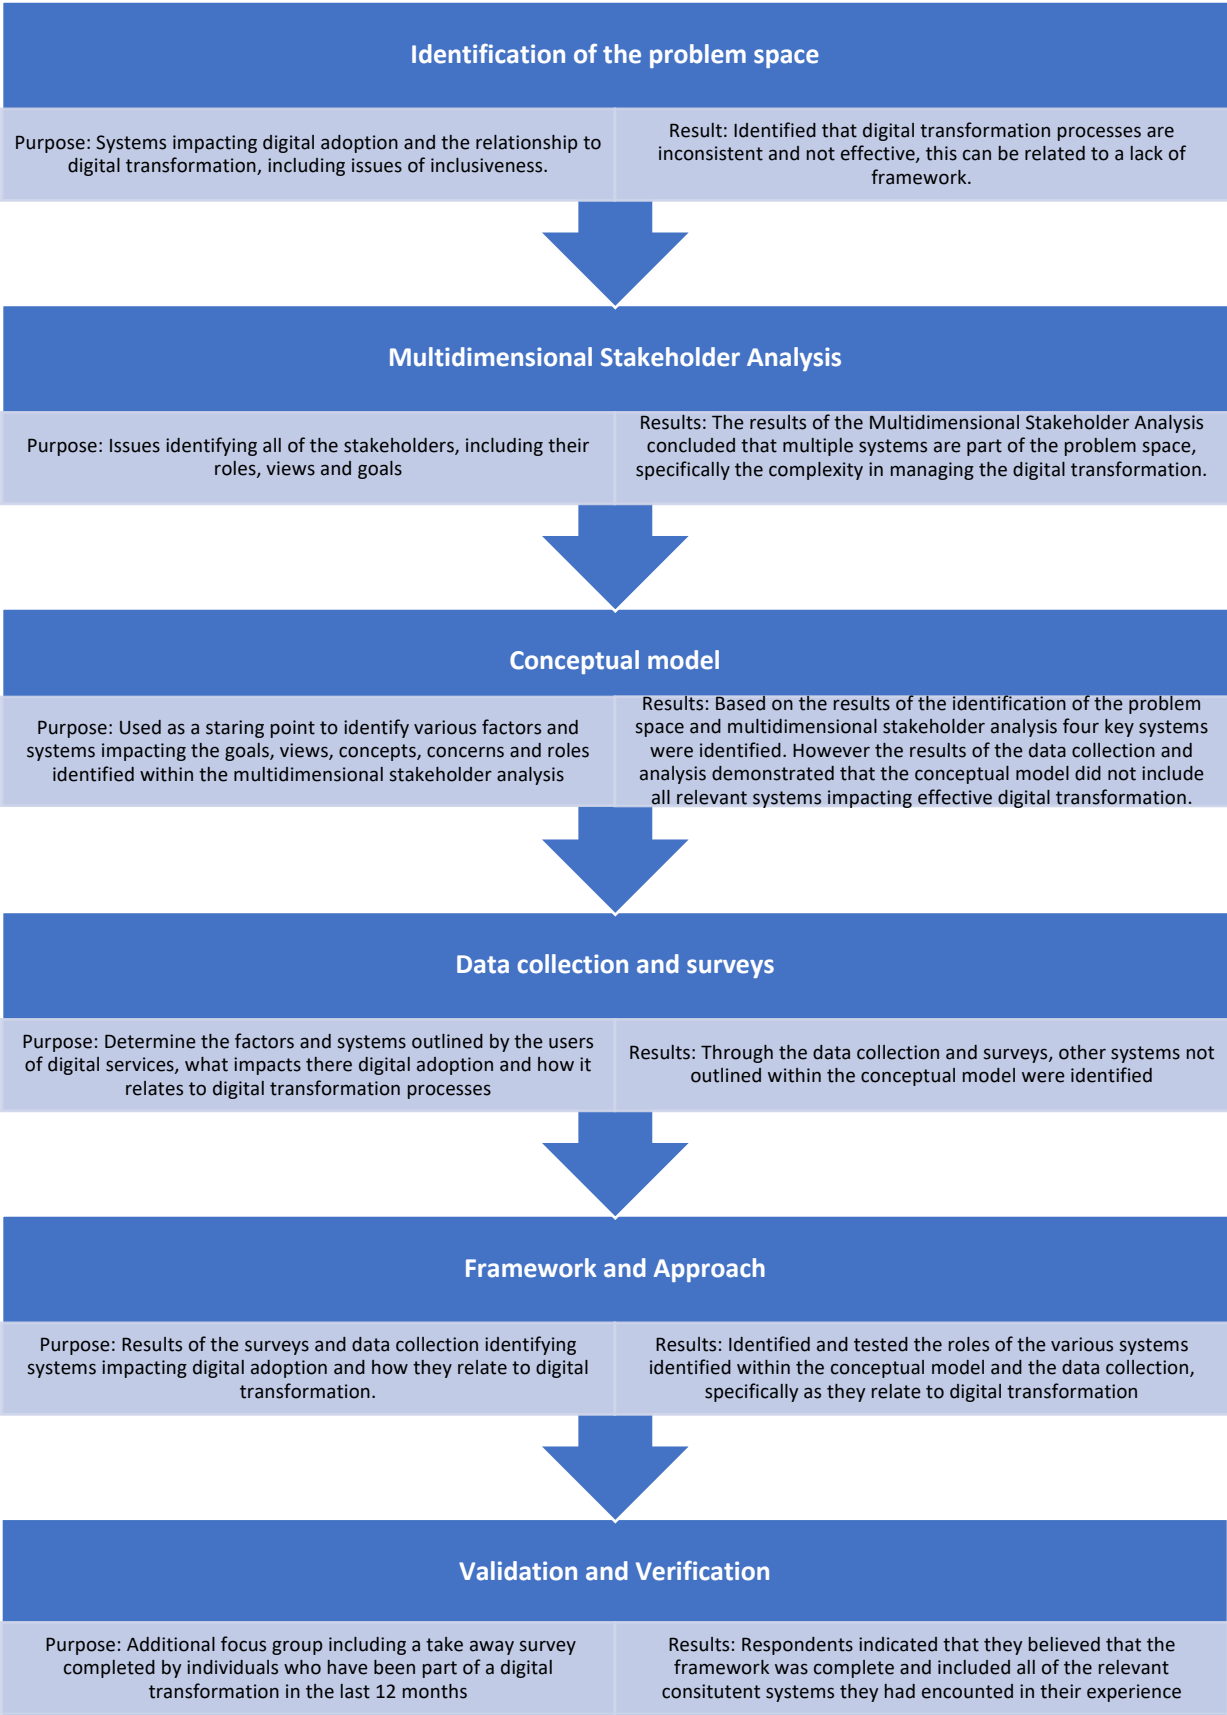 Identification of the problem space
Purpose: Systems impacting digital adoption and the relationship to
digital transformation, including issues of inclusiveness.
Result: Identified that digital transformation processes are
inconsistent and not effective, this can be related to a lack of
framework.
Multidimensional Stakeholder Analysis
Purpose: Issues identifying all of the stakeholders, including their
roles, views and goals
Results: The results of the Multidimensional Stakeholder Analysis
concluded that multiple systems are part of the problem space,
specifically the complexity in managing the digital transformation.
Conceptual model
Purpose: Used as a staring point to identify various factors and
systems impacting the goals, views, concepts, concerns and roles
identified within the multidimensional stakeholder analysis
Results: Based on the results of the identification of the problem
space and multidimensional stakeholder analysis four key systems
were identified. However the results of the data collection and
analysis demonstrated that the conceptual model did not include
all relevant systems impacting effective digital transformation.
Data collection and surveys
Purpose: Determine the factors and systems outlined by the users
of digital services, what impacts there digital adoption and how it
relates to digital transformation processes
Results: Through the data collection and surveys, other systems not
outlined within the conceptual model were identified
Framework and Approach
Purpose: Results of the surveys and data collection identifying
systems impacting digital adoption and how they relate to digital
transformation.
Results: Identified and tested the roles of the various systems
identified within the conceptual model and the data collection,
specifically as they relate to digital transformation
Validation and Verification
Purpose: Additional focus group including a take away survey
completed by individuals who have been part of a digital
transformation in the last 12 months
Results: Respondents indicated that they believed that the
framework was complete and included all of the relevant
consitutent systems they had encounted in their experience